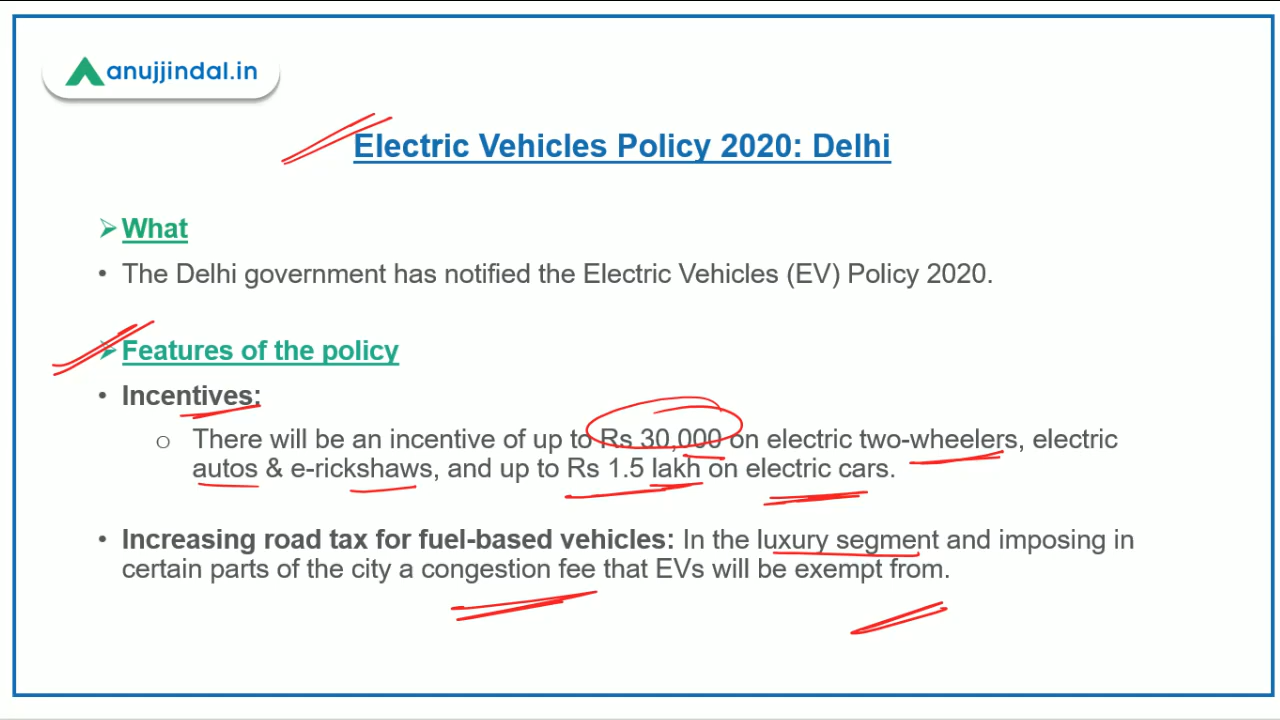 anujjindal.in
Electric Vehicles Policy 2020: Delhi
➢ What
• The Delhi government has notified the Electric Vehicles (EV) Policy 2020.
➢ Features of the policy
• Incentives:
o There will be an incentive of up to Rs 30,000 on electric two-wheelers, electric
autos & e-rickshaws, and up to Rs 1.5 lakh on electric cars.
• Increasing road tax for fuel-based vehicles: In the luxury segment and imposing in
certain parts of the city a congestion fee that EVs will be exempt from.